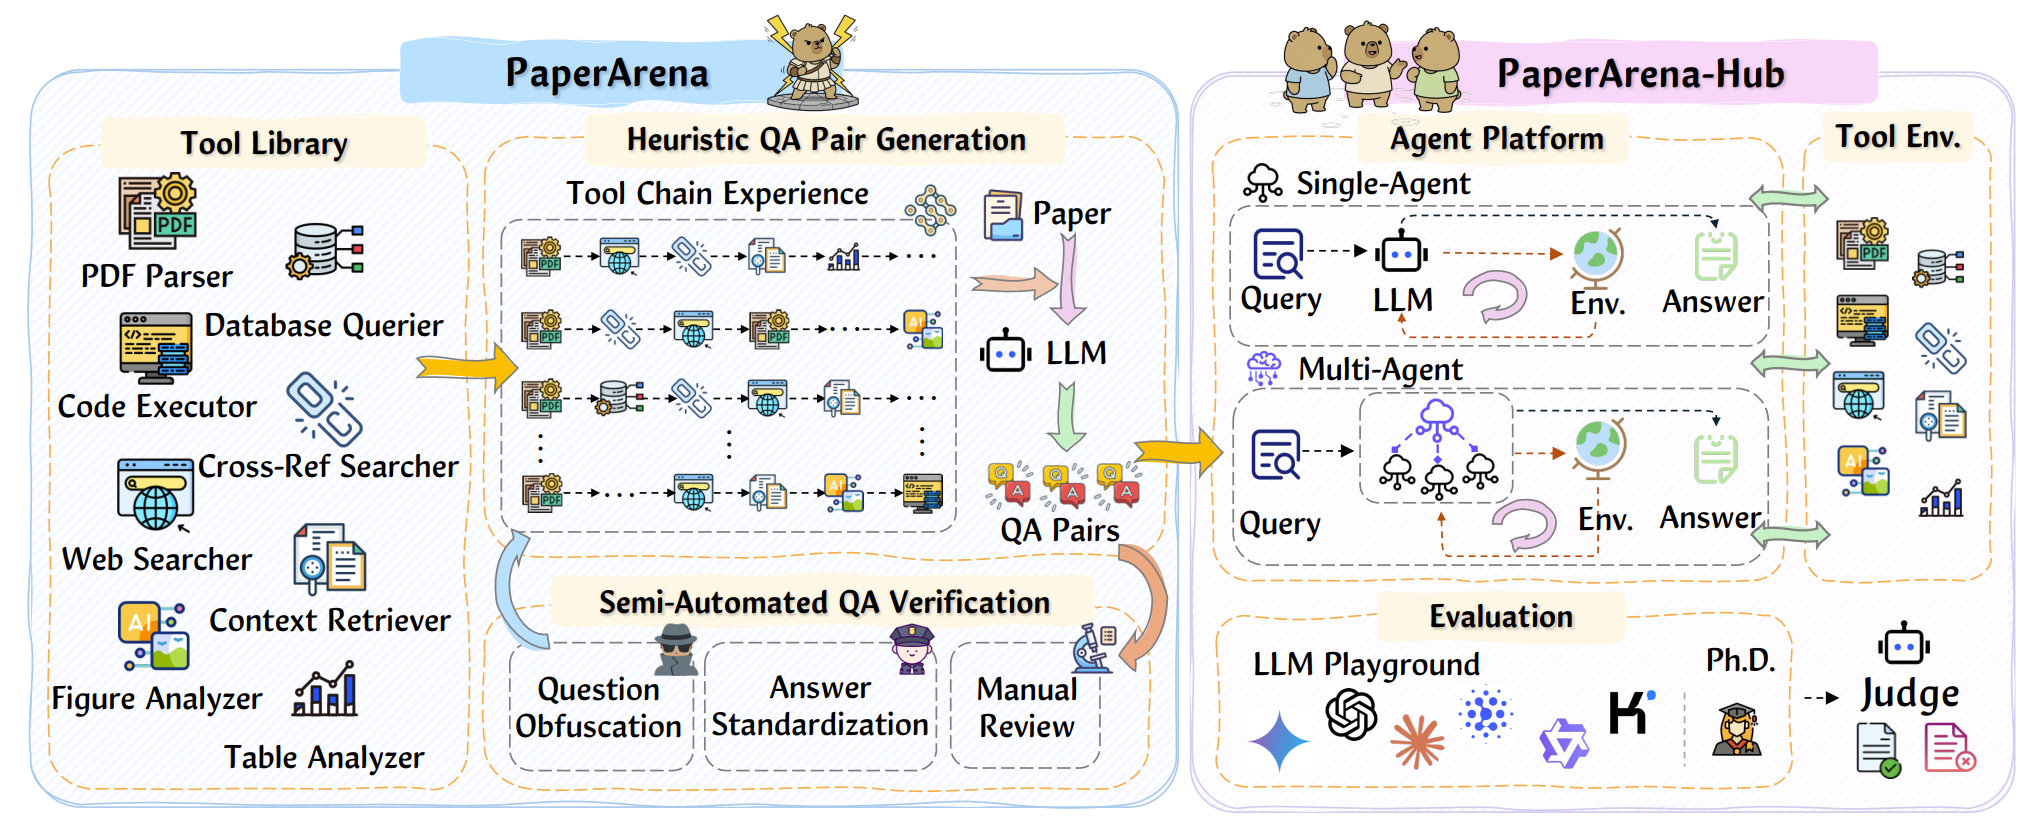 PaperArena
Tool Library
PDF Parser
Database Querier
Code Executor
Cross-Ref Searcher
Web Searcher
Context Retriever
Figure Analyzer
Table Analyzer
Heuristic QA Pair Generation
Tool Chain Experience
Paper
LLM
QA Pairs
Semi-Automated QA Verification
Question
Obfuscation
Answer
Standardization
Manual
Review
PaperArena-Hub
Agent Platform
Single-Agent
Query
LLM
Env.
Answer
Multi-Agent
Query
Env.
Answer
Tool Env.
Evaluation
LLM Playground
Ph.D.
Judge